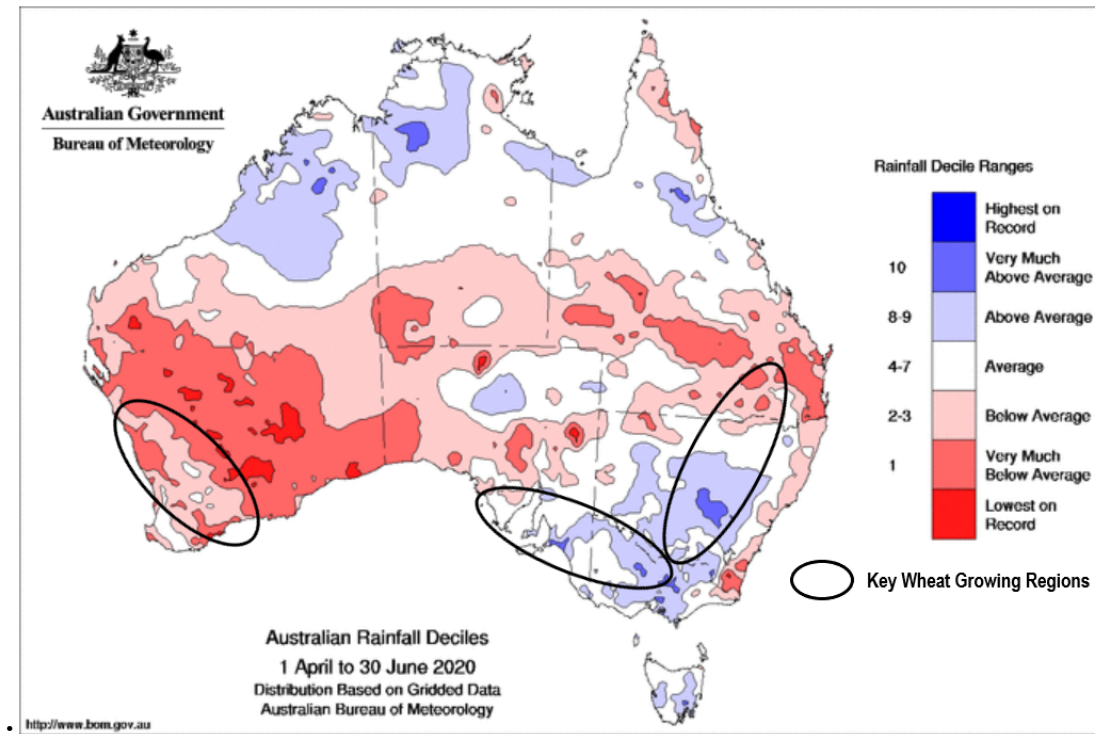 Australian Government
Bureau of Meteorology
Rainfall Decile Ranges
Highest on
Record
10
Very Much
Above Average
8-9
Above Average
4-7
Average
2-3
Below Average
1
Very Much
Below Average
Lowest on
Record
Key Wheat Growing Regions
Australian Rainfall Deciles
1 April to 30 June 2020
Distribution Based on Gridded Data
Australian Bureau of Meteorology
http://www.bom.gov.au